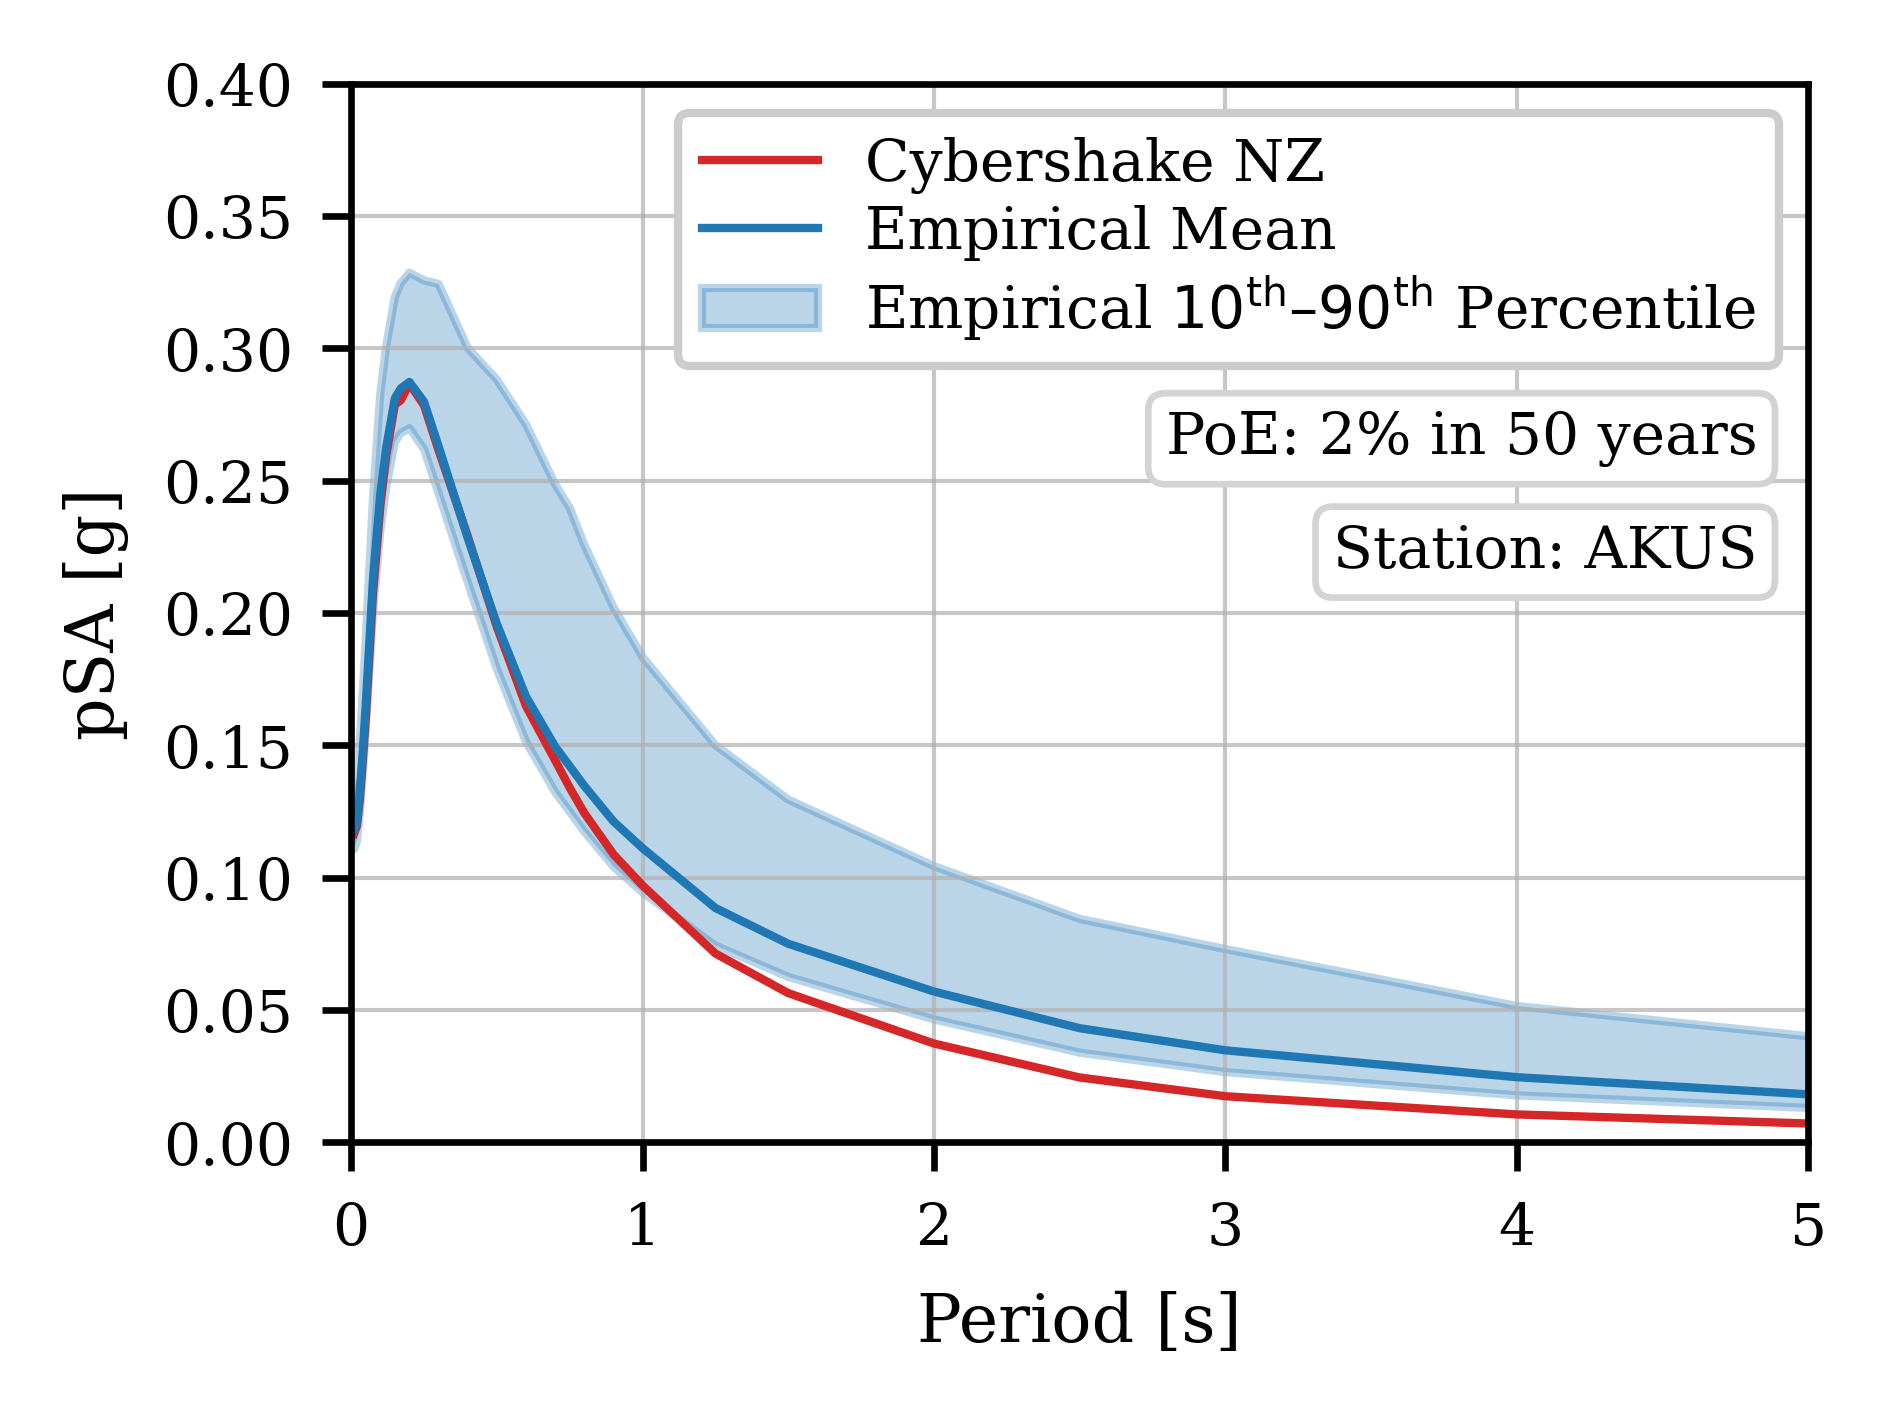 0.40
0.35
0.30
0.25
0.20
0.15
0.10
0.05
0.00
pSA [g]
Cybershake NZ
Empirical Mean
Empirical 10th–90th Percentile
PoE: 2% in 50 years
Station: AKUS
0 1 2 3 4 5
Period [s]